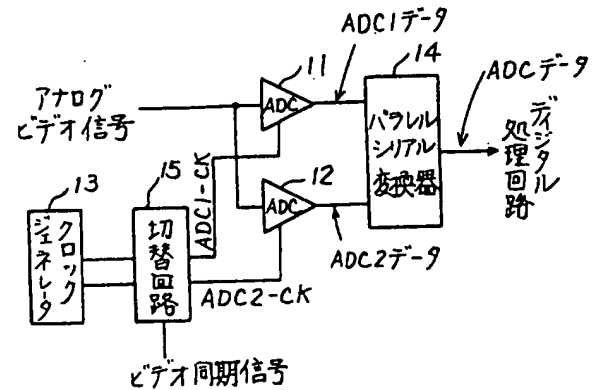 ADC1データ
11
14
ADCデータ
アナログ
ビデオ信号
ADC
パラレル
シリアル
変換器
ディジタル
処理回路
13
15
ADC1-CK
12
ADC
クロック
ジェネレータ
切替回路
ADC2データ
ADC2-CK
ビデオ同期信号